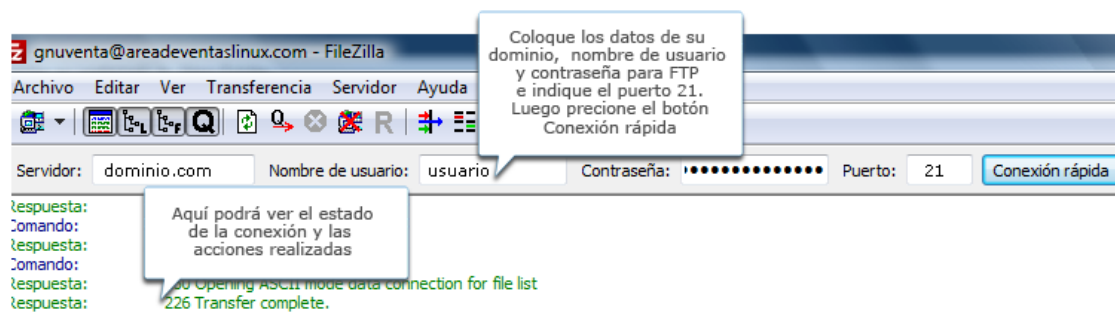 gnuventa@areadeventaslinux.com - FileZilla
Coloque los datos de su
dominio, nombre de usuario
y contraseña para FTP
e indique el puerto 21.
Luego precione el botón
Conexión rápida
Archivo Editar Ver Transferencia Servidor Ayuda
Servidor: dominio.com Nombre de usuario: usuario Contraseña: Puerto: 21 Conexión rápida
Respuesta:
Comando:
Respuesta:
Comando:
Aquí podrá ver el estado
de la conexión y las
acciones realizadas
Respuesta: Opening ASCII mode data connection for file list
Respuesta: 226 Transfer complete.